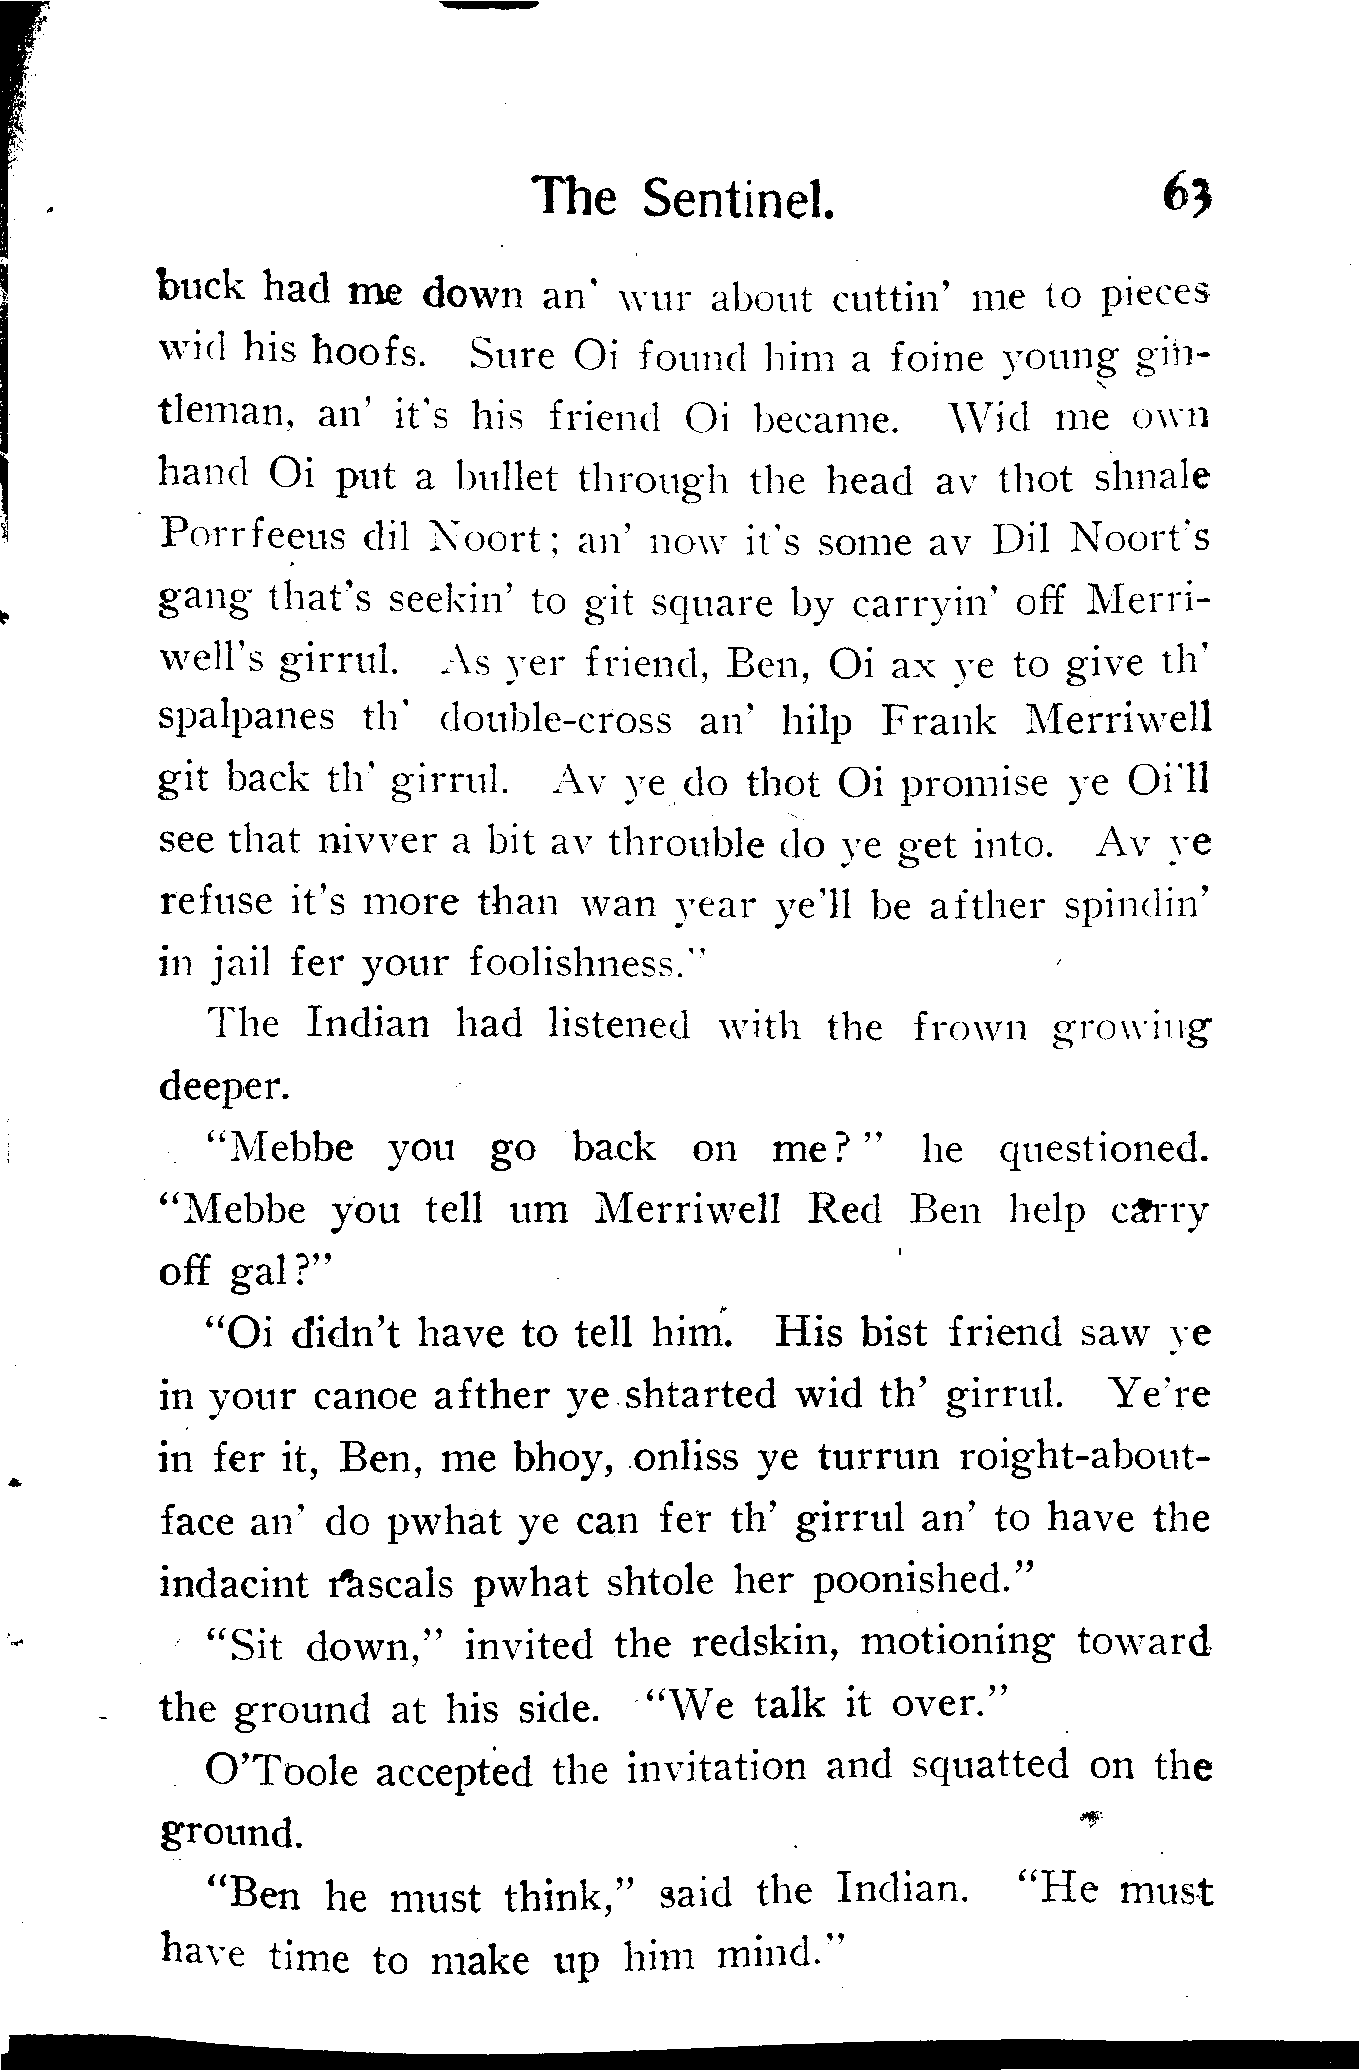 The Sentinel. 63
buck had me down an' wur about cuttin' me to pieces
wid his hoofs. Sure Oi found him a foine young gin-
tleman, an' it's his friend Oi became. Wid me own
hand Oi put a bullet through the head av thot shnale
Porrfeeus dil Noort; an' now it's some av Dil Noort's
gang that's seekin' to git square by carryin' off Merri-
well's girrul. As yer friend, Ben, Oi ax ye to give th'
spalpanes th' double-cross an' hilp Frank Merriwell
git back th' girrul. Av ye do thot Oi promise ye Oi'll
see that nivver a bit av throuble do ye get into. Av ye
refuse it's more than wan year ye'll be afther spindin'
in jail fer your foolishness."
The Indian had listened with the frown growing
deeper.
"Mebbe you go back on me?" he questioned.
"Mebbe you tell um Merriwell Red Ben help carry
off gal?"
"Oi didn't have to tell him. His bist friend saw ye
in your canoe afther ye shtarted wid th' girrul. Ye're
in fer it, Ben, me bhoy, onliss ye turrun roight-about-
face an' do pwhat ye can fer th' girrul an' to have the
indacint rascals pwhat shtole her poonished."
"Sit down," invited the redskin, motioning toward
the ground at his side. "We talk it over."
O'Toole accepted the invitation and squatted on the
ground.
"Ben he must think," said the Indian. "He must
have time to make up him mind."